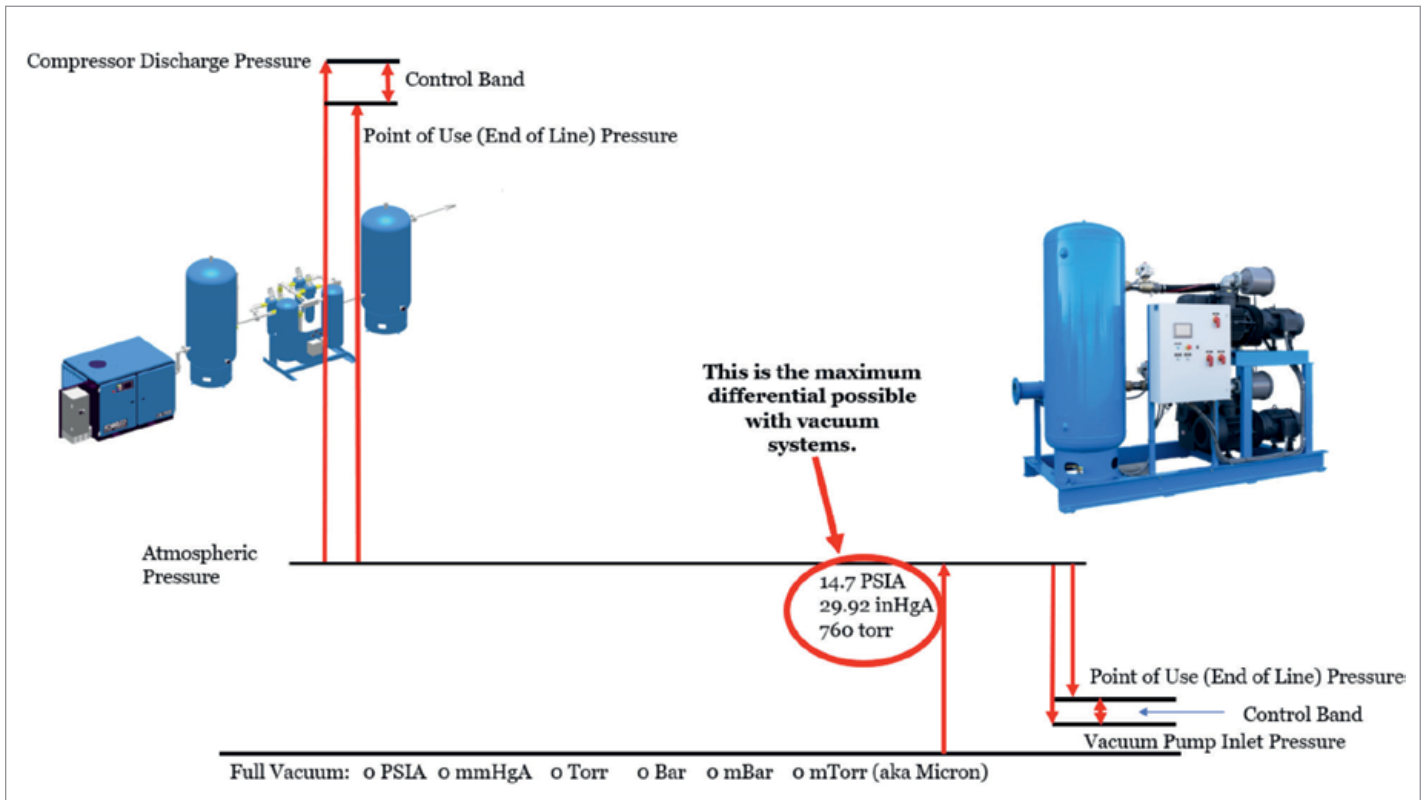 Compressor Discharge Pressure
Control Band
Point of Use (End of Line) Pressure
This is the maximum
differential possible
with vacuum
systems.
Atmospheric
Pressure
14.7 PSIA
29.92 inHgA
760 torr
Point of Use (End of Line) Pressure
Control Band
Vacuum Pump Inlet Pressure
Full Vacuum: 0 PSIA 0 mmHgA 0 Torr 0 Bar 0 mBar 0 mTorr (aka Micron)